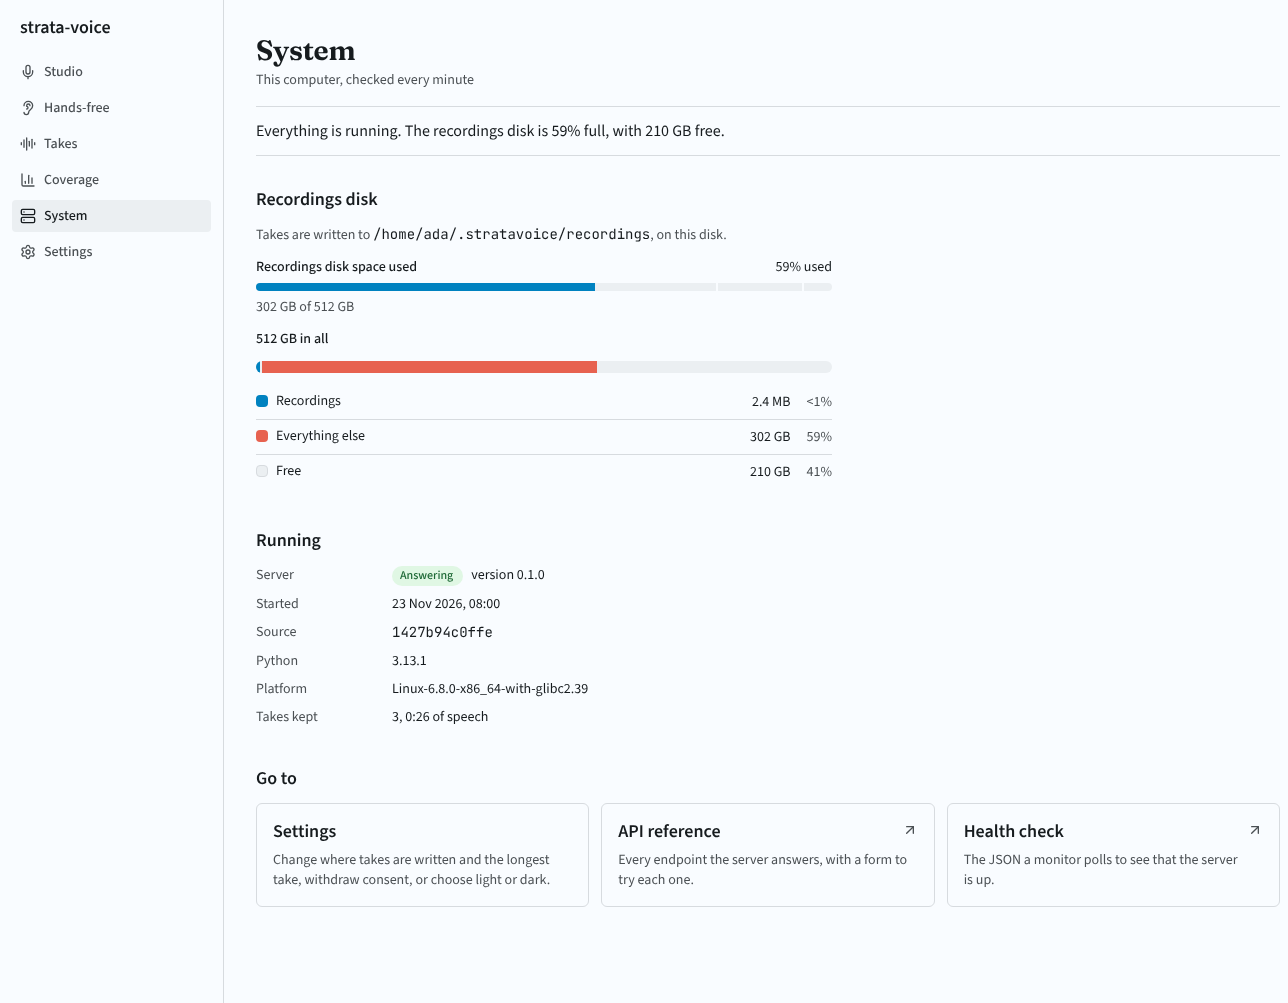 strata-voice
Studio
Hands-free
Takes
Coverage
System
Settings
System
This computer, checked every minute
Everything is running. The recordings disk is 59% full, with 210 GB free.
Recordings disk
Takes are written to /home/ada/.stratavoice/recordings, on this disk.
Recordings disk space used 59% used
302 GB of 512 GB
512 GB in all
Recordings 2.4 MB <1%
Everything else 302 GB 59%
Free 210 GB 41%
Running
Server Answering version 0.1.0
Started 23 Nov 2026, 08:00
Source 1427b94c0ffe
Python 3.13.1
Platform Linux-6.8.0-x86_64-with-glibc2.39
Takes kept 3, 0:26 of speech
Go to
Settings
Change where takes are written and the longest
take, withdraw consent, or choose light or dark.
API reference
Every endpoint the server answers, with a form to
try each one.
Health check
The JSON a monitor polls to see that the server
is up.